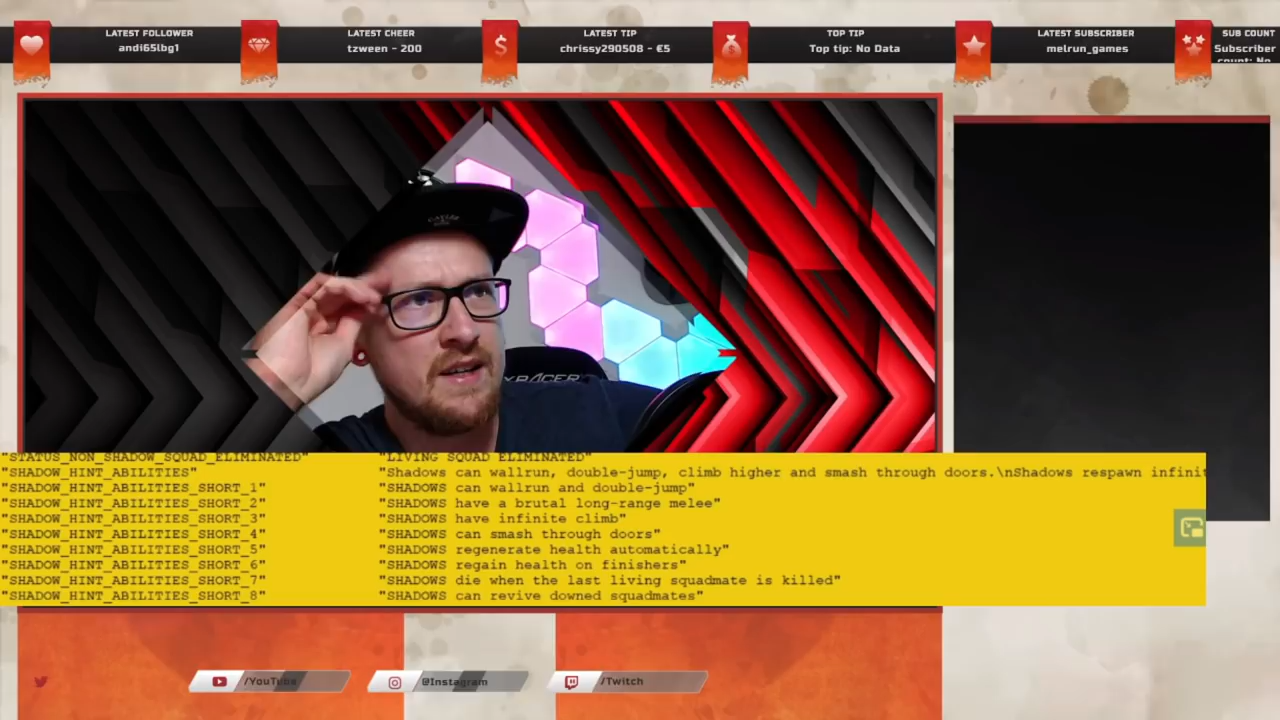 LATEST FOLLOWER
andi65lbg1
LATEST CHEER
tzween - 200
LATEST TIP
chrissy290508 - €5
TOP TIP
Top tip: No Data
LATEST SUBSCRIBER
melrun_games
SUB COUNT
Subscriber
count: No
"STATUS_NON_SHADOW_SQUAD_ELIMINATED" "LIVING SQUAD ELIMINATED"
"SHADOW_HINT_ABILITIES" "Shadows can wallrun, double-jump, climb higher and smash through doors.\nShadows respawn infinit
"SHADOW_HINT_ABILITIES_SHORT_1" "SHADOWS can wallrun and double-jump"
"SHADOW_HINT_ABILITIES_SHORT_2" "SHADOWS have a brutal long-range melee"
"SHADOW_HINT_ABILITIES_SHORT_3" "SHADOWS have infinite climb"
"SHADOW_HINT_ABILITIES_SHORT_4" "SHADOWS can smash through doors"
"SHADOW_HINT_ABILITIES_SHORT_5" "SHADOWS regenerate health automatically"
"SHADOW_HINT_ABILITIES_SHORT_6" "SHADOWS regain health on finishers"
"SHADOW_HINT_ABILITIES_SHORT_7" "SHADOWS die when the last living squadmate is killed"
"SHADOW_HINT_ABILITIES_SHORT_8" "SHADOWS can revive downed squadmates"
/YouTube
@Instagram
/Twitch